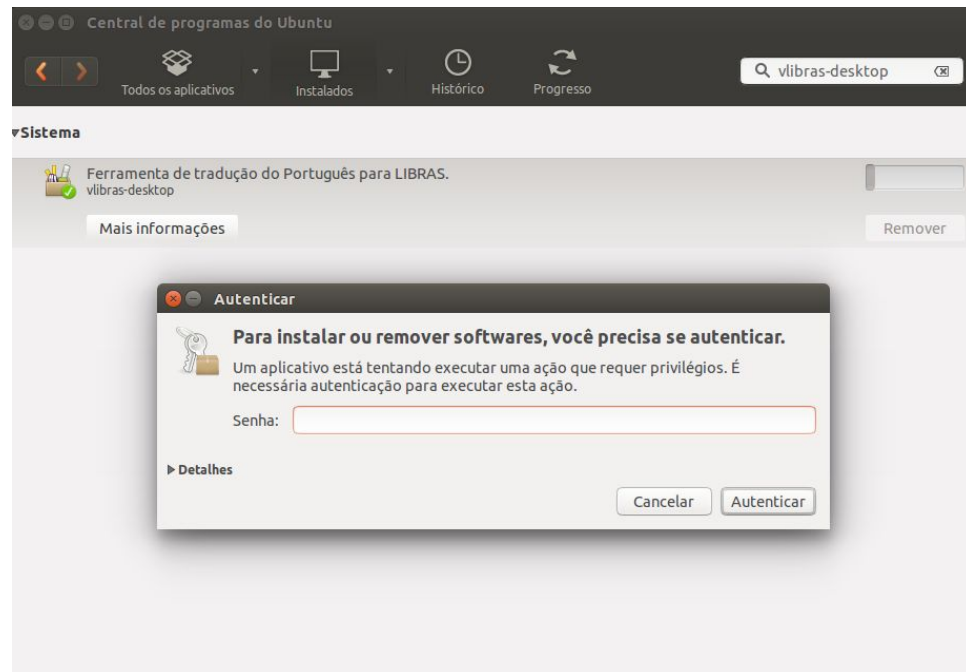 Central de programas do Ubuntu
Todos os aplicativos
Instalados
Histórico
Progresso
vlibras-desktop
Sistema
Ferramenta de tradução do Português para LIBRAS.
vlibras-desktop
Mais informações
Remover
Autenticar
Para instalar ou remover softwares, você precisa se autenticar.
Um aplicativo está tentando executar uma ação que requer privilégios. É
necessária autenticação para executar esta ação.
Senha:
Detalhes
Cancelar
Autenticar